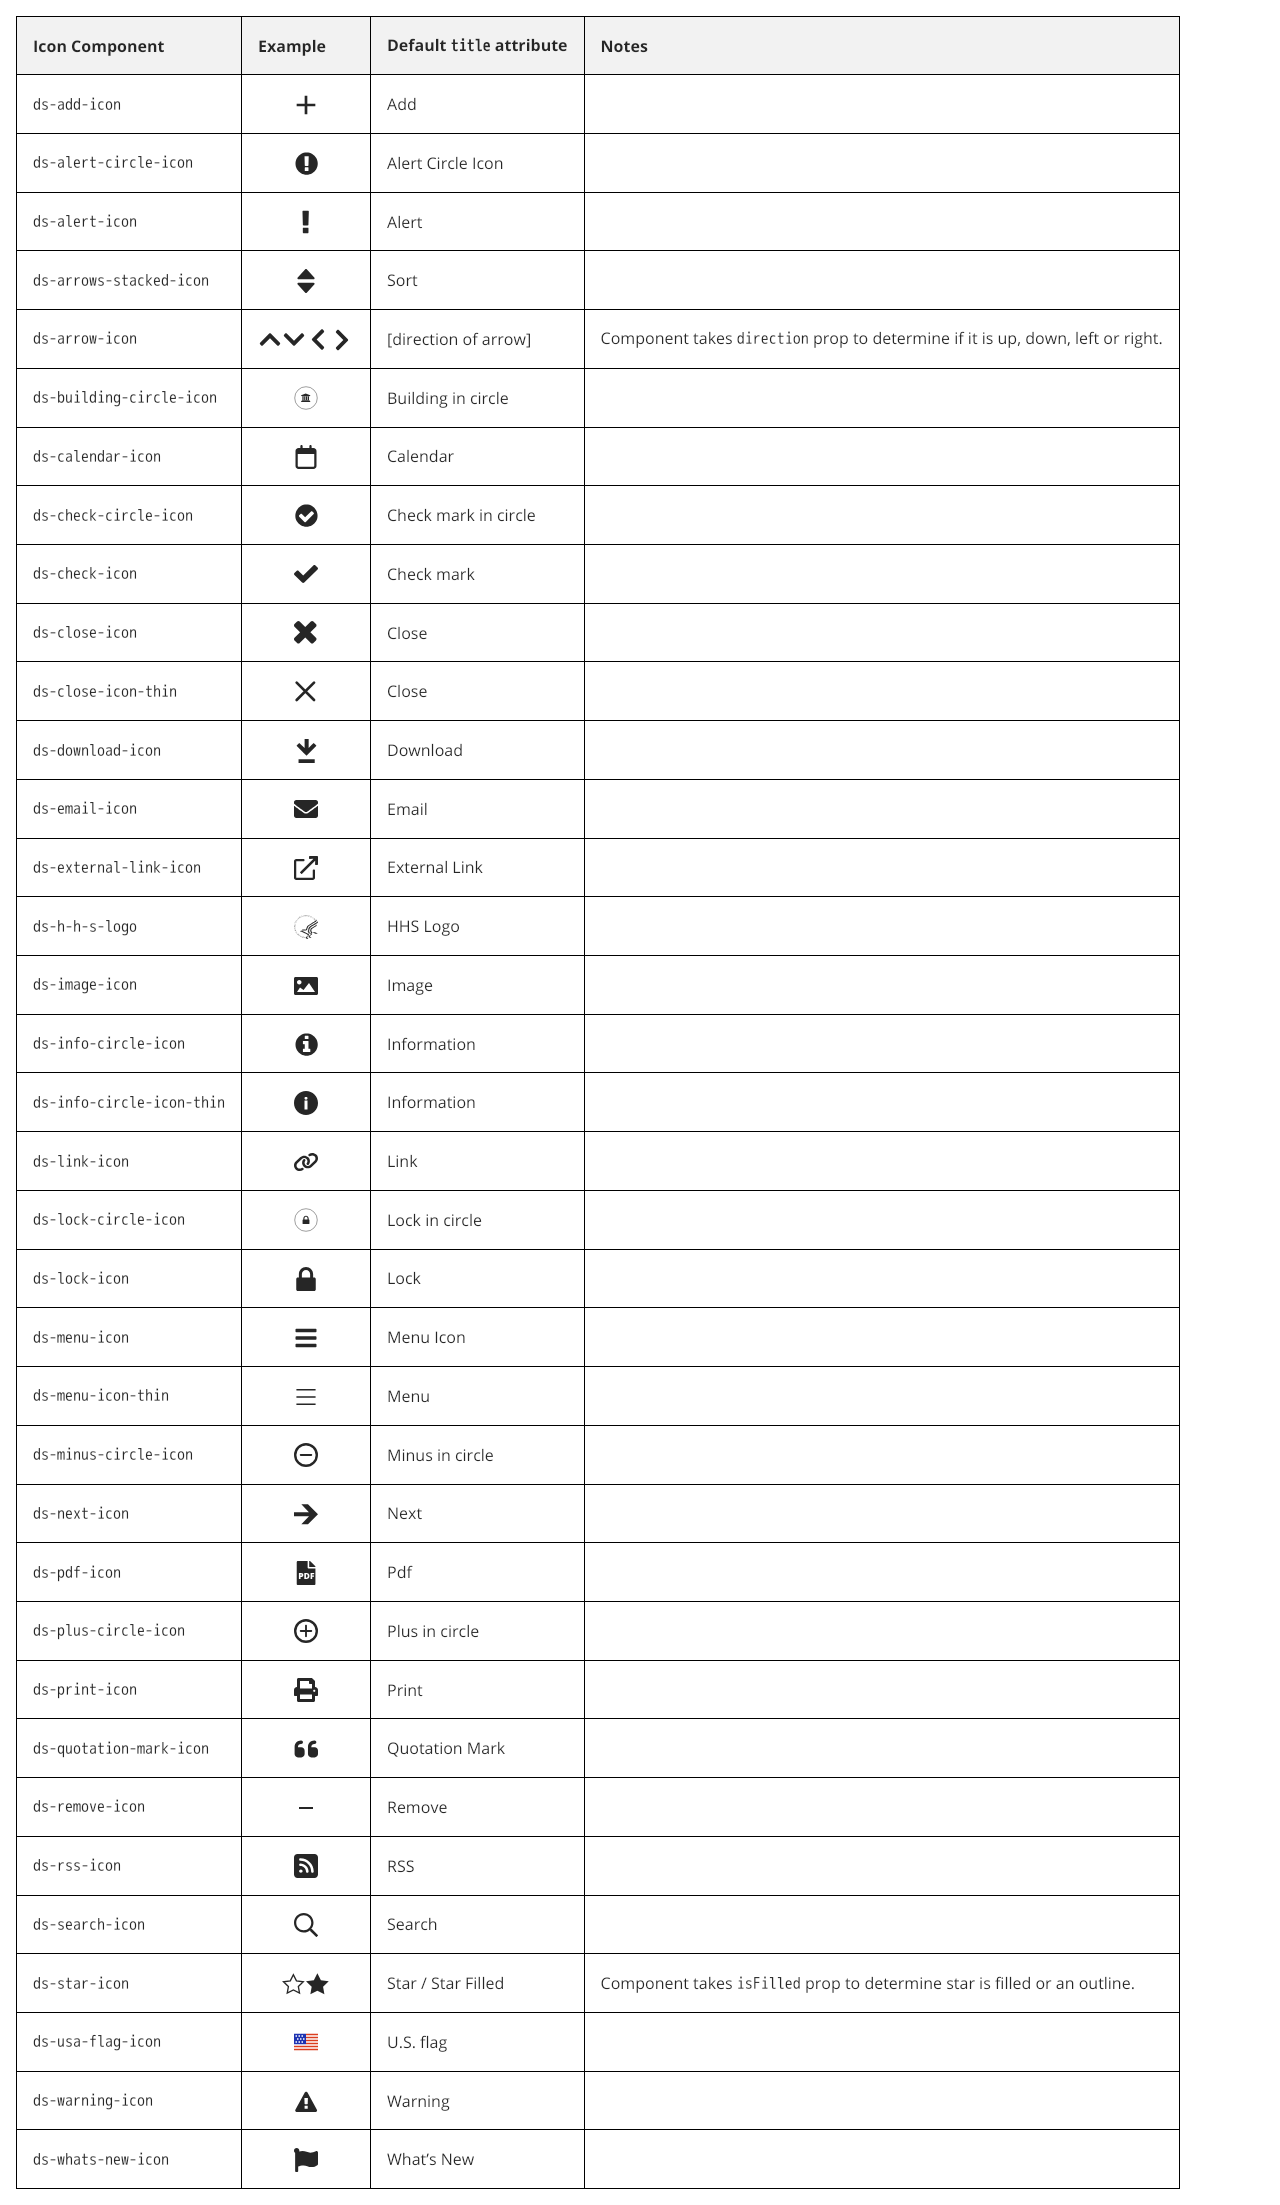 Icon Component Example Default title attribute Notes
ds-add-icon Add
ds-alert-circle-icon Alert Circle Icon
ds-alert-icon Alert
ds-arrows-stacked-icon Sort
ds-arrow-icon [direction of arrow] Component takes direction prop to determine if it is up, down, left or right.
ds-building-circle-icon Building in circle
ds-calendar-icon Calendar
ds-check-circle-icon Check mark in circle
ds-check-icon Check mark
ds-close-icon Close
ds-close-icon-thin Close
ds-download-icon Download
ds-email-icon Email
ds-external-link-icon External Link
ds-h-h-s-logo HHS Logo
ds-image-icon Image
ds-info-circle-icon Information
ds-info-circle-icon-thin Information
ds-link-icon Link
ds-lock-circle-icon Lock in circle
ds-lock-icon Lock
ds-menu-icon Menu Icon
ds-menu-icon-thin Menu
ds-minus-circle-icon Minus in circle
ds-next-icon Next
ds-pdf-icon PDF Pdf
ds-plus-circle-icon Plus in circle
ds-print-icon Print
ds-quotation-mark-icon Quotation Mark
ds-remove-icon Remove
ds-rss-icon RSS
ds-search-icon Search
ds-star-icon Star / Star Filled Component takes isFilled prop to determine star is filled or an outline.
ds-usa-flag-icon U.S. flag
ds-warning-icon Warning
ds-whats-new-icon What’s New